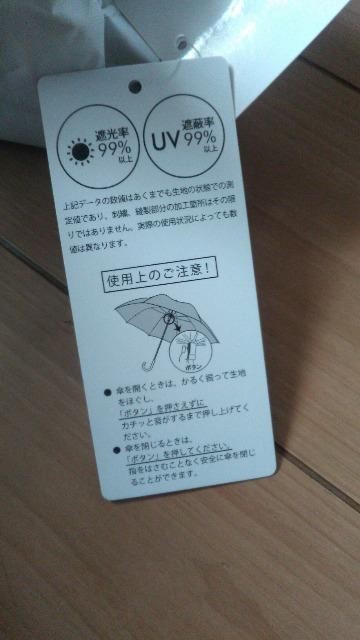 遮光率
99%
以上
UV
遮蔽率
99%
以上
上記データの数値はあくまでも生地の状態での測
定値であり、刺繍、縫製部分の加工箇所はその限
りではありません。実際の使用状況によっても数
値は異なります。
使用上のご注意!
ボタン
● 傘を開くときは、かるく振って生地
をほぐし、
「ボタン」を押さえずに
カチッと音がするまで押し上げてく
ださい。
● 傘を閉じるときは、
「ボタン」を押してください。
指をはさむことなく安全に傘を閉じ
ることができます。